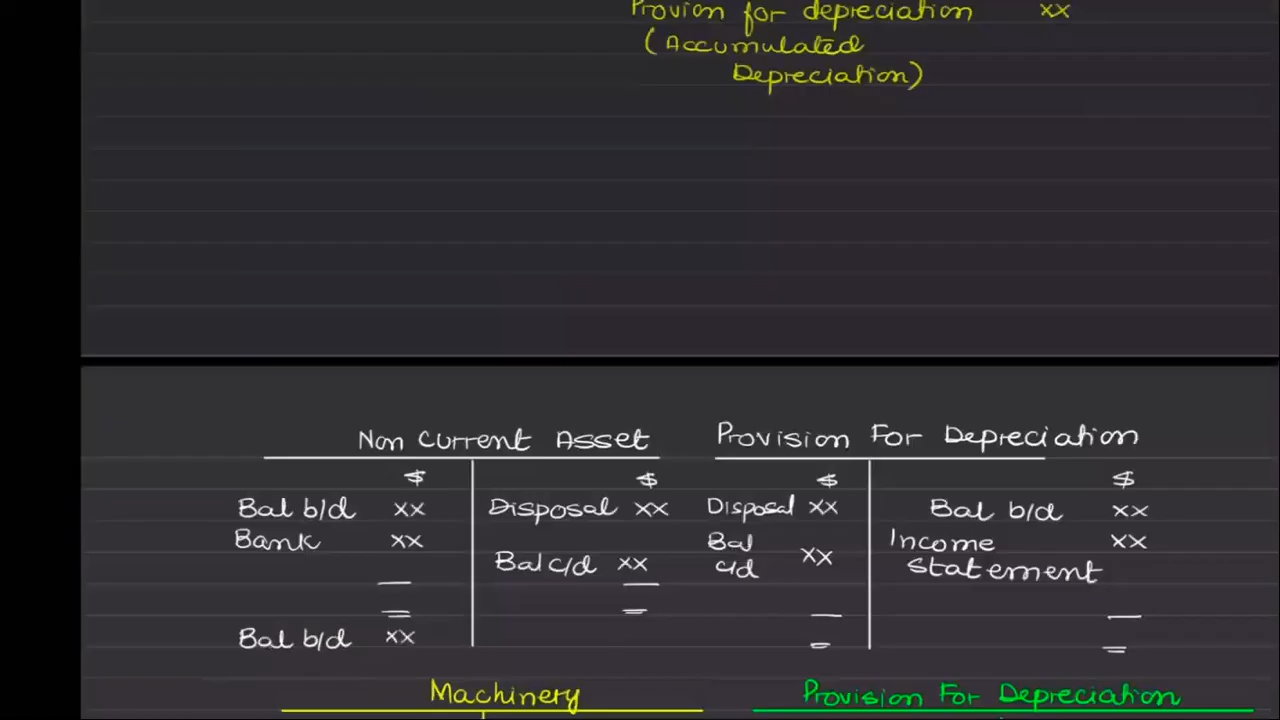 Provion for depreciation xx
(Accumulated
Depreciation)
Non Current Asset
$ $
Bal b/d xx Disposal xx
Bank xx
Bal c/d xx
Bal b/d xx
Provision For Depreciation
$ $
Disposal xx Bal b/d xx
Bal c/d xx Income Statement xx
Machinery
Provision For Depreciation